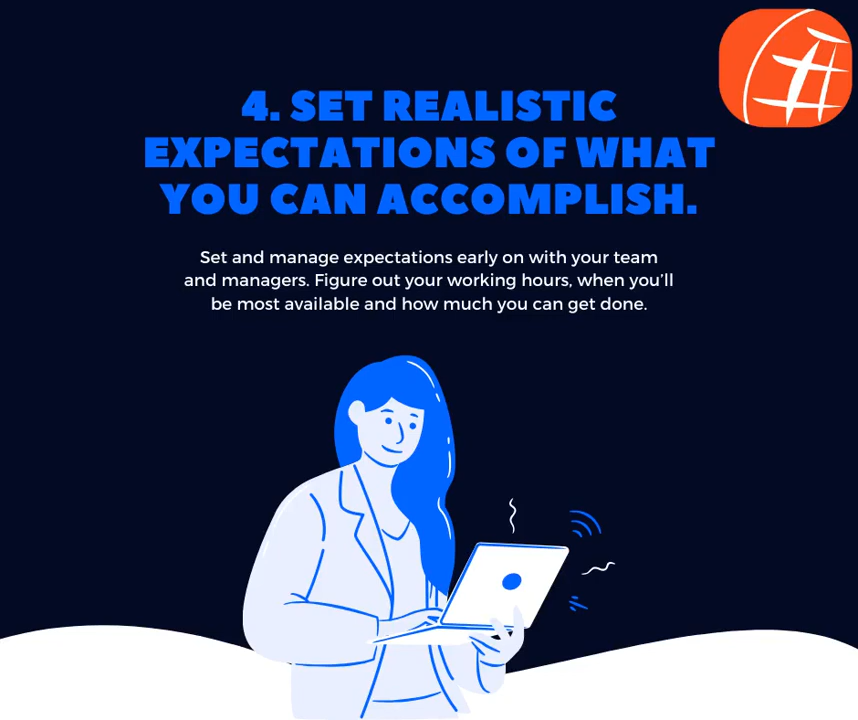 4. SET REALISTIC
EXPECTATIONS OF WHAT
YOU CAN ACCOMPLISH.
Set and manage expectations early on with your team
and managers. Figure out your working hours, when you'll
be most available and how much you can get done.